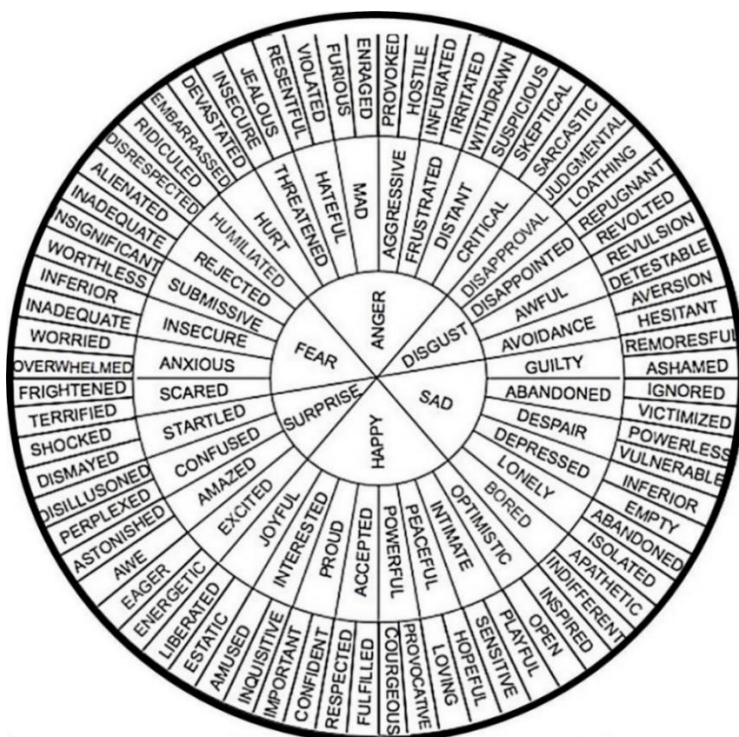 ANGER
DISGUST
SAD
HAPPY
SURPRISE
FEAR
MAD
AGGRESSIVE
FRUSTRATED
DISTANT
CRITICAL
DISAPPROVAL
DISAPPOINTED
AWFUL
AVOIDANCE
GUILTY
ABANDONED
DESPAIR
DEPRESSED
LONELY
BORED
OPTIMISTIC
INTIMATE
PEACEFUL
POWERFUL
ACCEPTED
PROUD
INTERESTED
JOYFUL
EXCITED
AMAZED
CONFUSED
STARTLED
SCARED
ANXIOUS
INSECURE
SUBMISSIVE
REJECTED
HUMILIATED
HURT
THREATENED
HATEFUL
ENRAGED
PROVOKED
HOSTILE
INFURIATED
IRRITATED
WITHDRAWN
SUSPICIOUS
SKEPTICAL
SARCASTIC
JUDGMENTAL
LOATHING
REPUGNANT
REVOLTED
REVULSION
DETESTABLE
AVERSION
HESITANT
REMORESFUL
ASHAMED
IGNORED
VICTIMIZED
POWERLESS
VULNERABLE
INFERIOR
EMPTY
ABANDONED
ISOLATED
APATHETIC
INDIFFERENT
INSPIRED
OPEN
PLAYFUL
SENSITIVE
HOPEFUL
LOVING
PROVOCATIVE
COURGEOUS
FULFILLED
RESPECTED
CONFIDENT
IMPORTANT
INQUISITIVE
AMUSED
ESTATIC
LIBERATED
ENERGETIC
EAGER
AWE
ASTONISHED
PERPLEXED
DISILLUSONED
DISMAYED
SHOCKED
TERRIFIED
FRIGHTENED
OVERWHELMED
WORRIED
INADEQUATE
INFERIOR
WORTHLESS
NSIGNIFICANT
INADEQUATE
ALIENATED
DISRESPECTED
RIDICULED
EMBARRASSED
DEVASTATED
INSECURE
JEALOUS
RESENTFUL
VIOLATED
FURIOUS